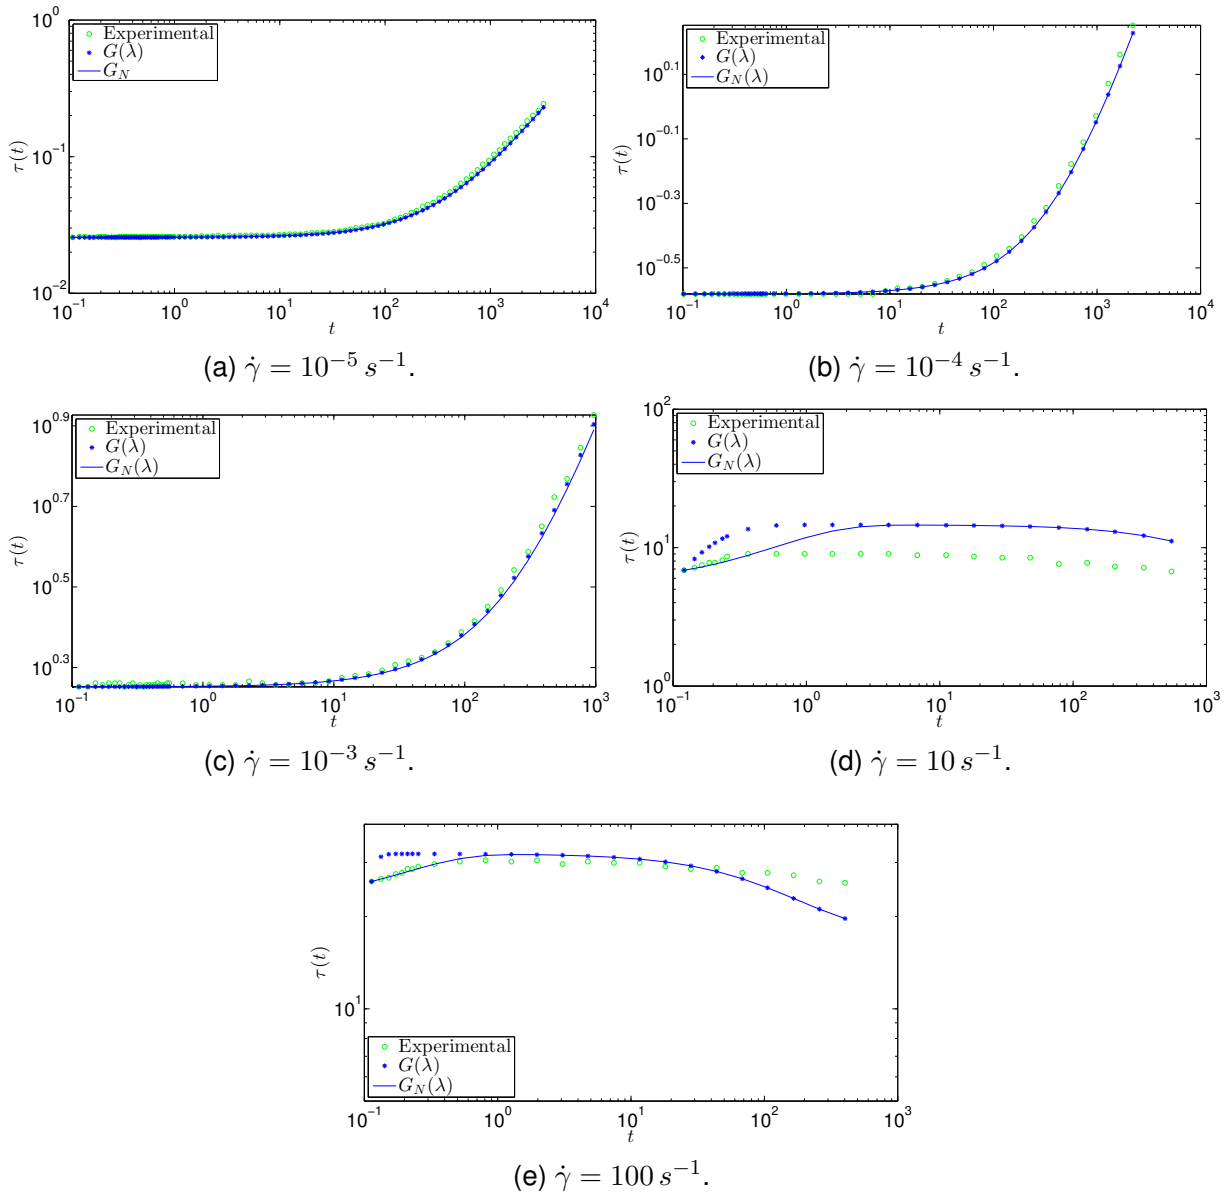 10^0
Experimental
G(λ)
G_N
τ(t)
10^-1
10^-2
10^-1 10^0 10^1 10^2 10^3 10^4
t
(a) γ̇ = 10^-5 s^-1.
Experimental
G(λ)
G_N(λ)
10^0.1
10^-0.1
τ(t)
10^-0.3
10^-0.5
10^-1 10^0 10^1 10^2 10^3 10^4
t
(b) γ̇ = 10^-4 s^-1.
10^0.9
Experimental
G(λ)
G_N(λ)
10^0.7
τ(t)
10^0.5
10^0.3
10^-1 10^0 10^1 10^2 10^3
t
(c) γ̇ = 10^-3 s^-1.
10^2
Experimental
G(λ)
G_N(λ)
τ(t)
10^1
10^0
10^-1 10^0 10^1 10^2 10^3
t
(d) γ̇ = 10 s^-1.
τ(t)
10^1
Experimental
G(λ)
G_N(λ)
10^-1 10^0 10^1 10^2 10^3
t
(e) γ̇ = 100 s^-1.